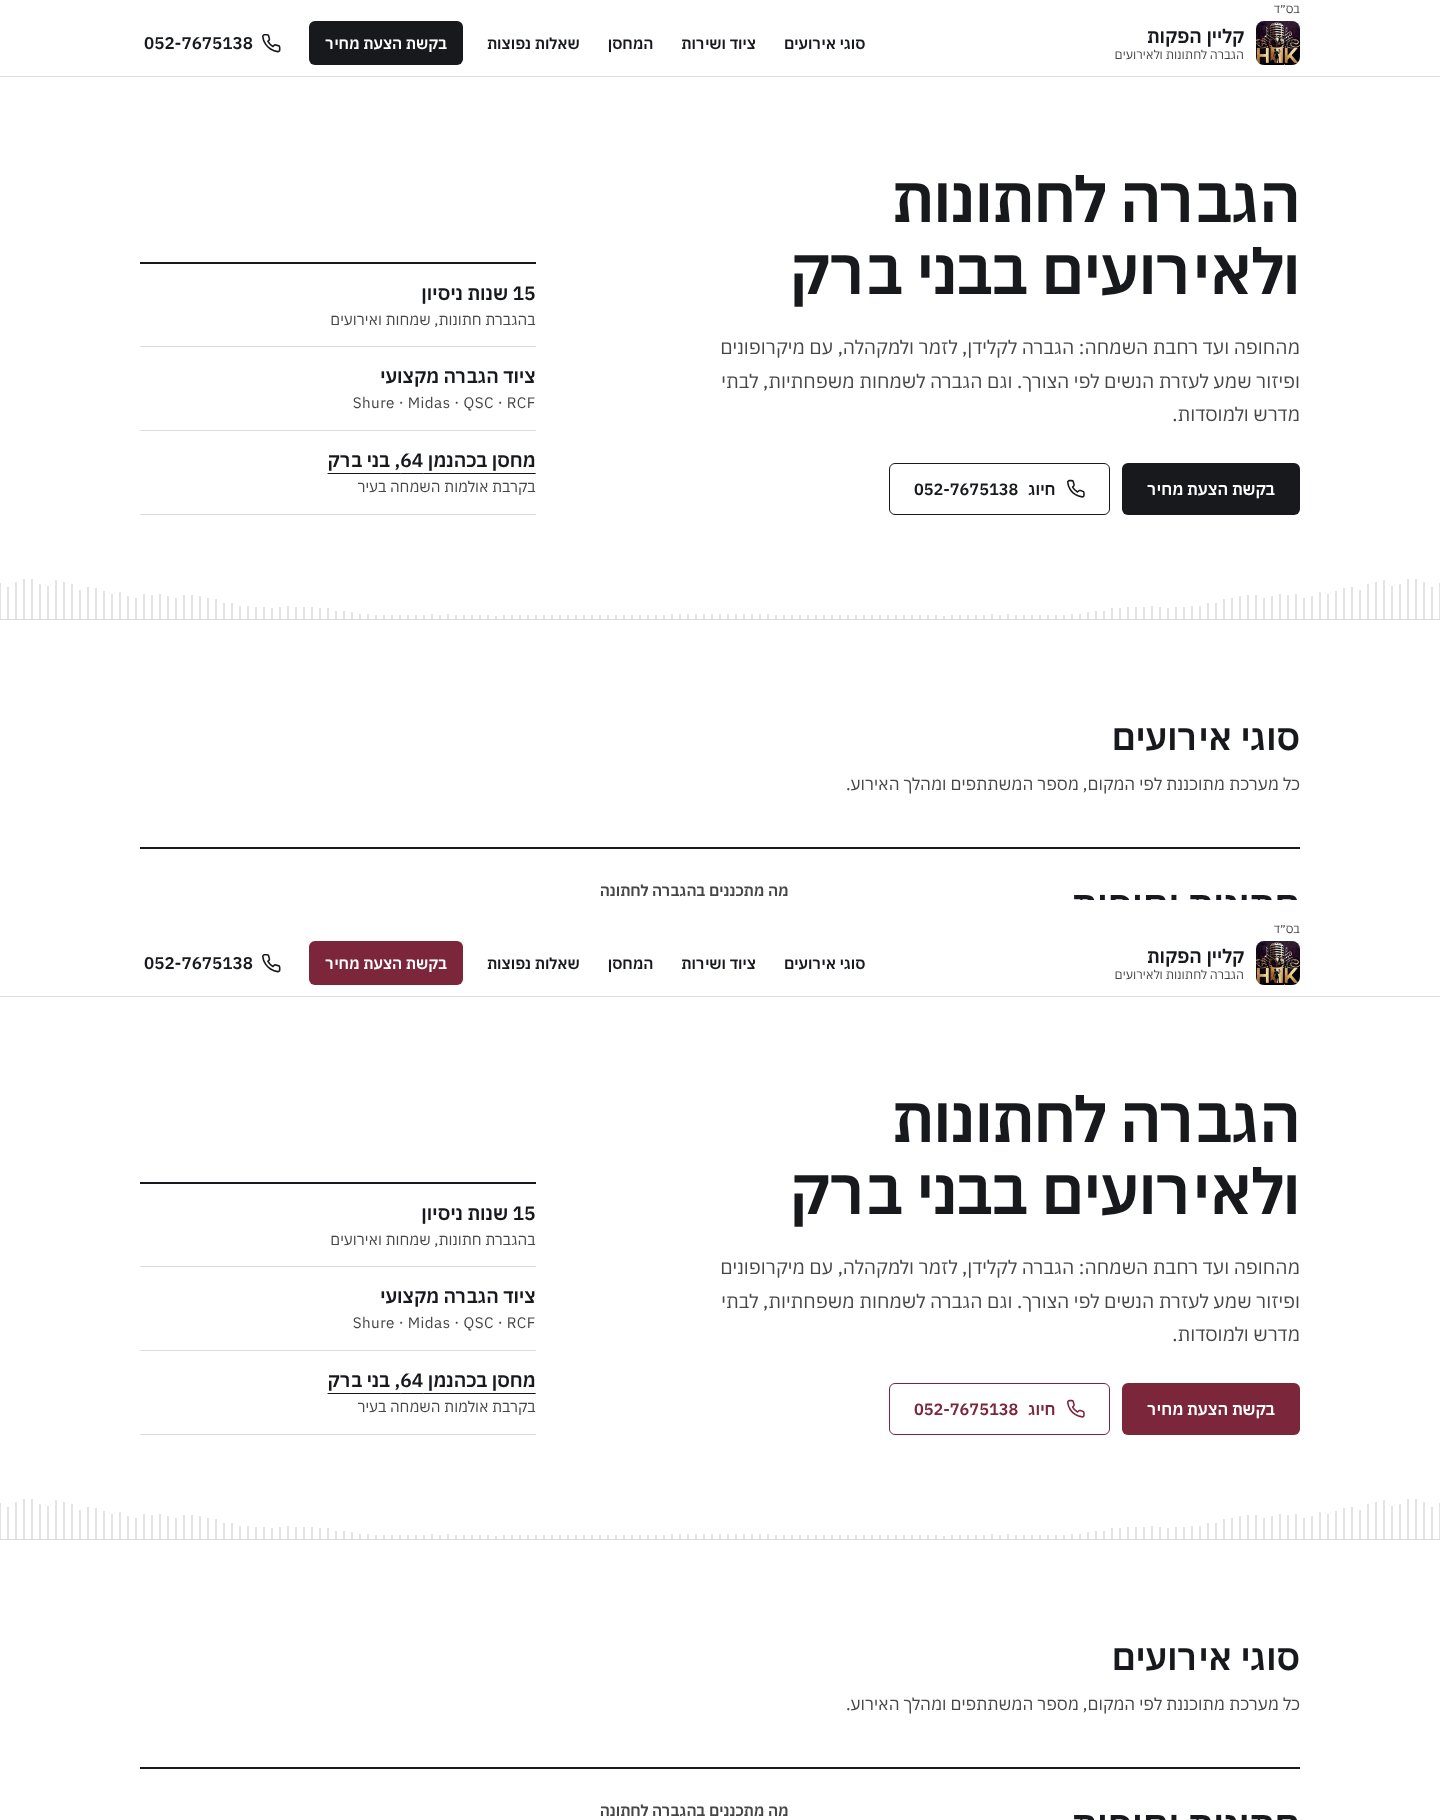 בס״ד
קליין הפקות
הגברה לחתונות ולאירועים
סוגי אירועים
ציוד ושירות
המחסן
שאלות נפוצות
בקשת הצעת מחיר
052-7675138
הגברה לחתונות
ולאירועים בבני ברק
מהחופה ועד רחבת השמחה: הגברה לקלידן, לזמר ולמקהלה, עם מיקרופונים
ופיזור שמע לעזרת הנשים לפי הצורך. וגם הגברה לשמחות משפחתיות, לבתי
מדרש ולמוסדות.
בקשת הצעת מחיר
חיוג 052-7675138
15 שנות ניסיון
בהגברת חתונות, שמחות ואירועים
ציוד הגברה מקצועי
Shure · Midas · QSC · RCF
מחסן בכהנמן 64, בני ברק
בקרבת אולמות השמחה בעיר
סוגי אירועים
כל מערכת מתוכננת לפי המקום, מספר המשתתפים ומהלך האירוע.
מה מתכננים בהגברה לחתונה
בס״ד
קליין הפקות
הגברה לחתונות ולאירועים
סוגי אירועים
ציוד ושירות
המחסן
שאלות נפוצות
בקשת הצעת מחיר
052-7675138
הגברה לחתונות
ולאירועים בבני ברק
מהחופה ועד רחבת השמחה: הגברה לקלידן, לזמר ולמקהלה, עם מיקרופונים
ופיזור שמע לעזרת הנשים לפי הצורך. וגם הגברה לשמחות משפחתיות, לבתי
מדרש ולמוסדות.
בקשת הצעת מחיר
חיוג 052-7675138
15 שנות ניסיון
בהגברת חתונות, שמחות ואירועים
ציוד הגברה מקצועי
Shure · Midas · QSC · RCF
מחסן בכהנמן 64, בני ברק
בקרבת אולמות השמחה בעיר
סוגי אירועים
כל מערכת מתוכננת לפי המקום, מספר המשתתפים ומהלך האירוע.
מה מתכננים בהגברה לחתונה